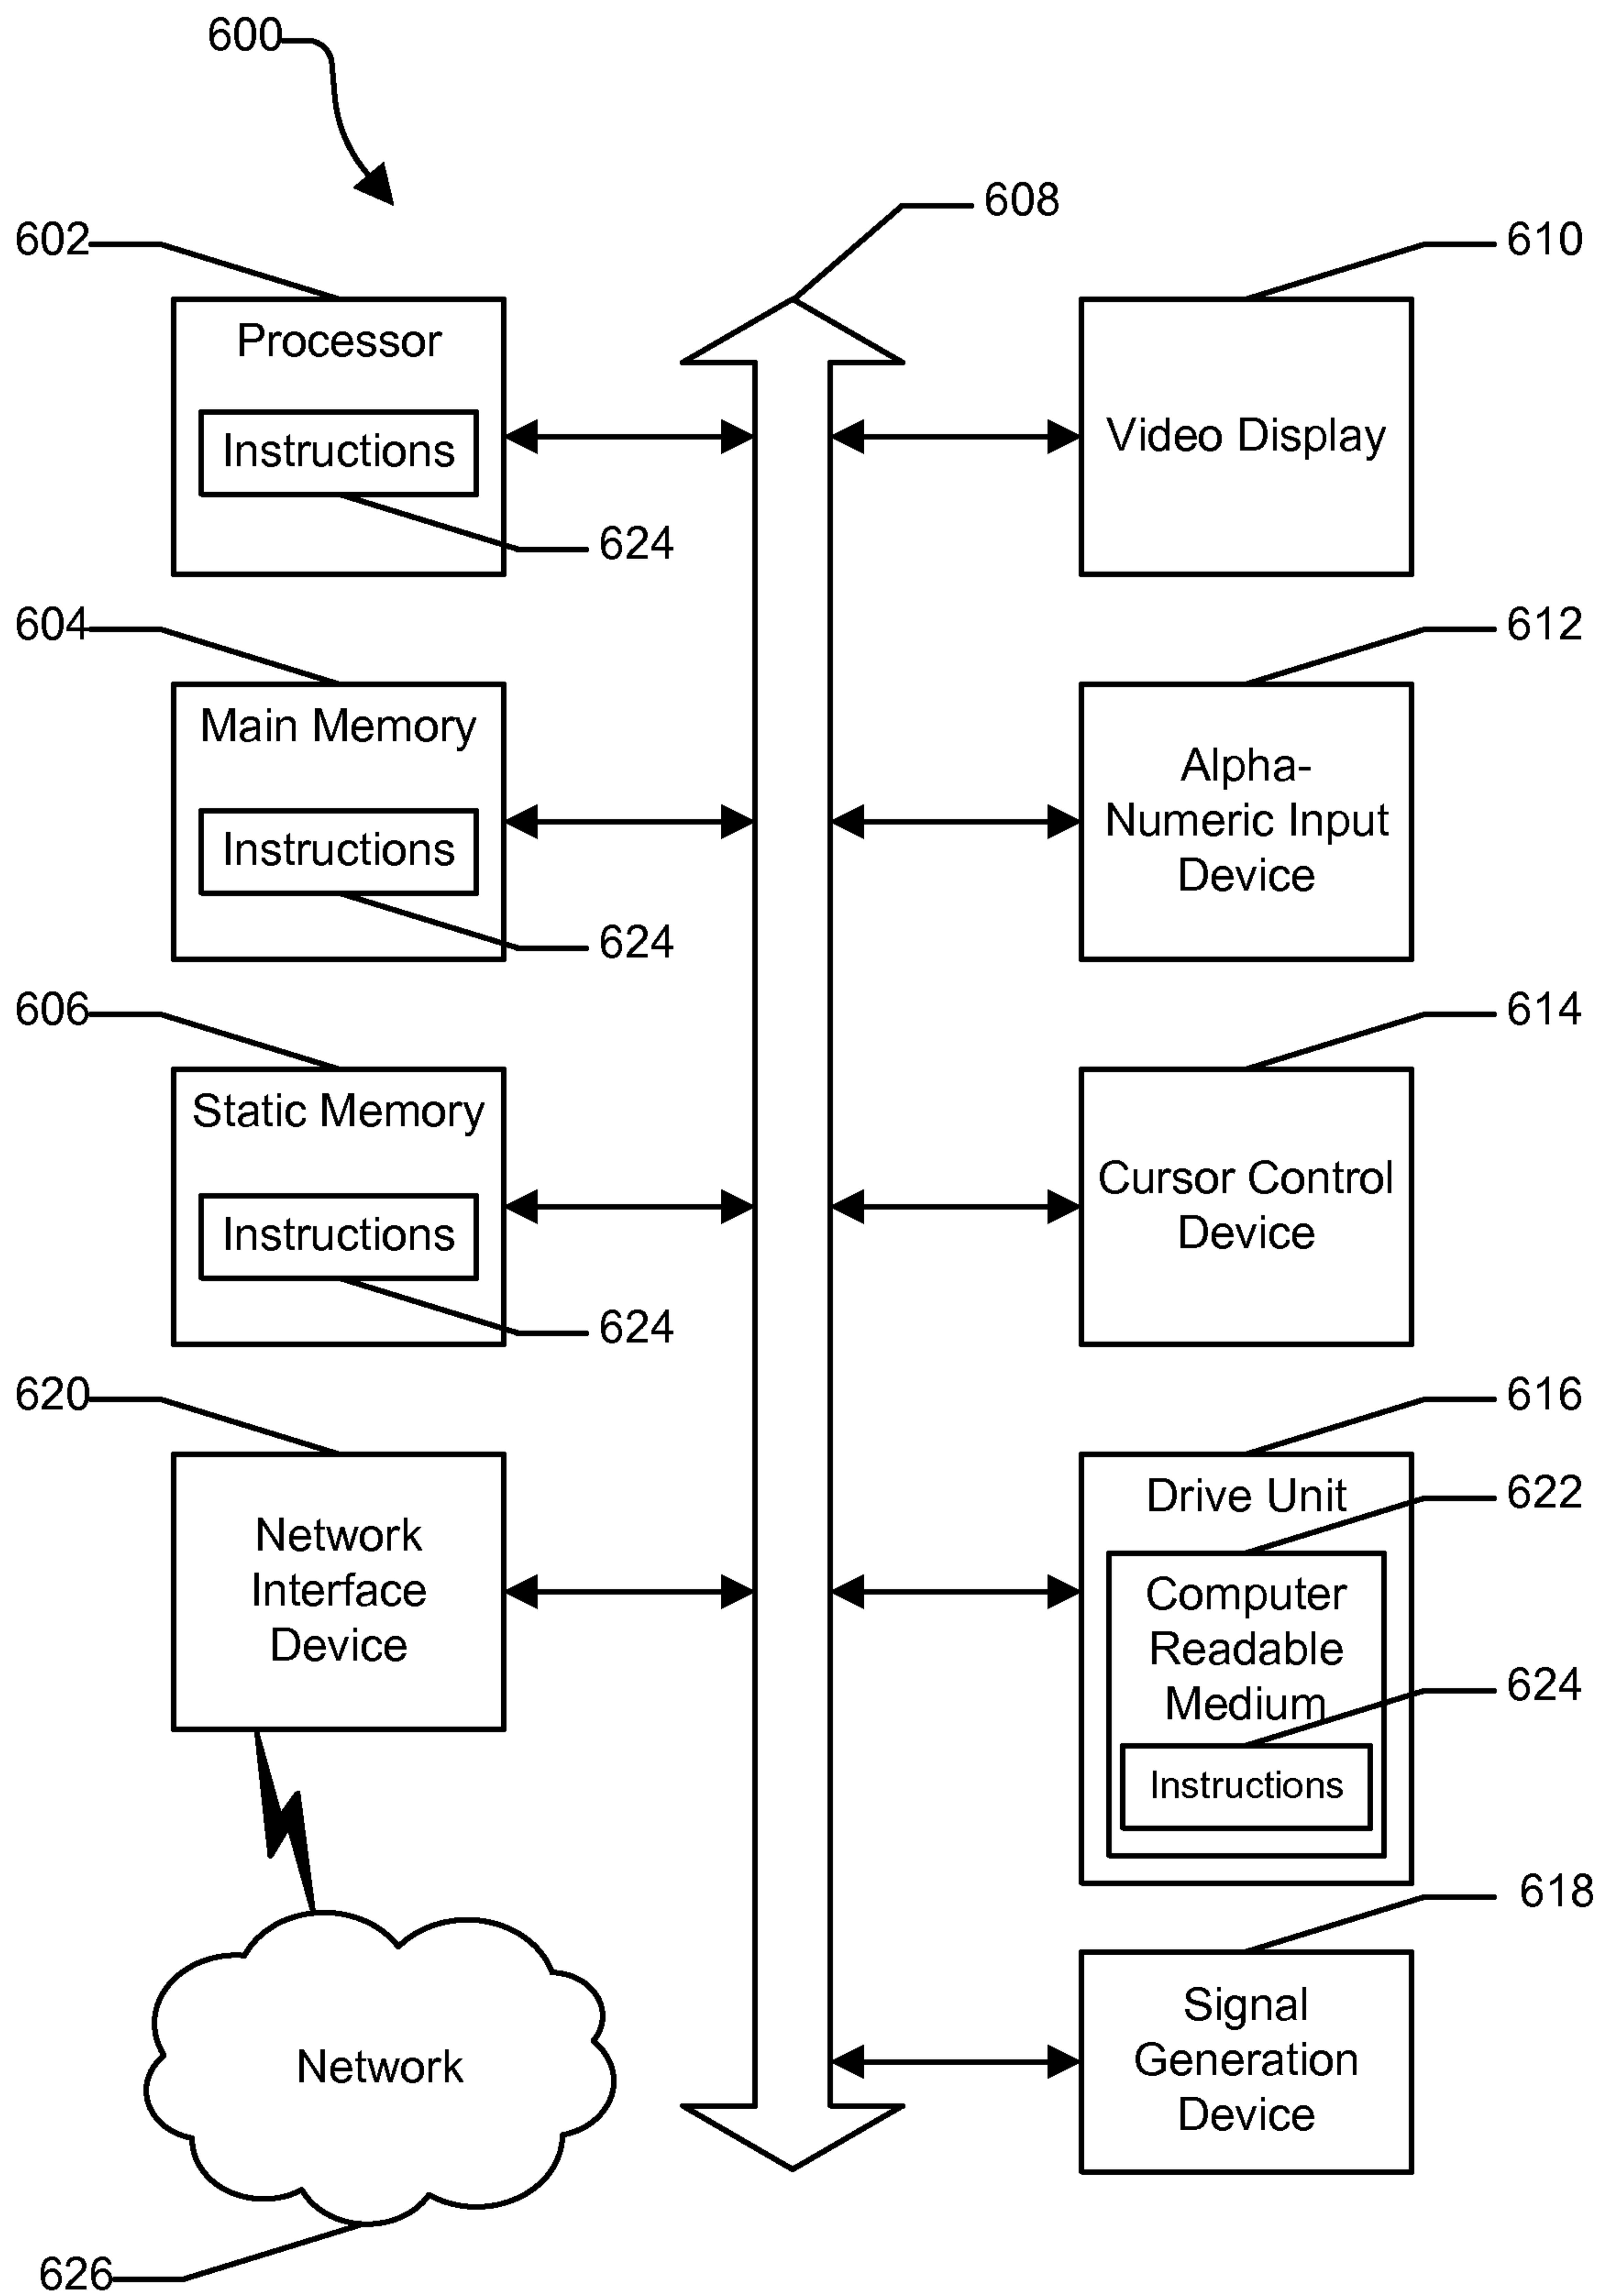 600
608
602
Processor
Instructions
624
610
Video Display
604
Main Memory
Instructions
624
612
Alpha-
Numeric Input
Device
606
Static Memory
Instructions
624
614
Cursor Control
Device
620
Network
Interface
Device
616
Drive Unit
622
Computer
Readable
Medium
624
Instructions
618
Signal
Generation
Device
Network
626